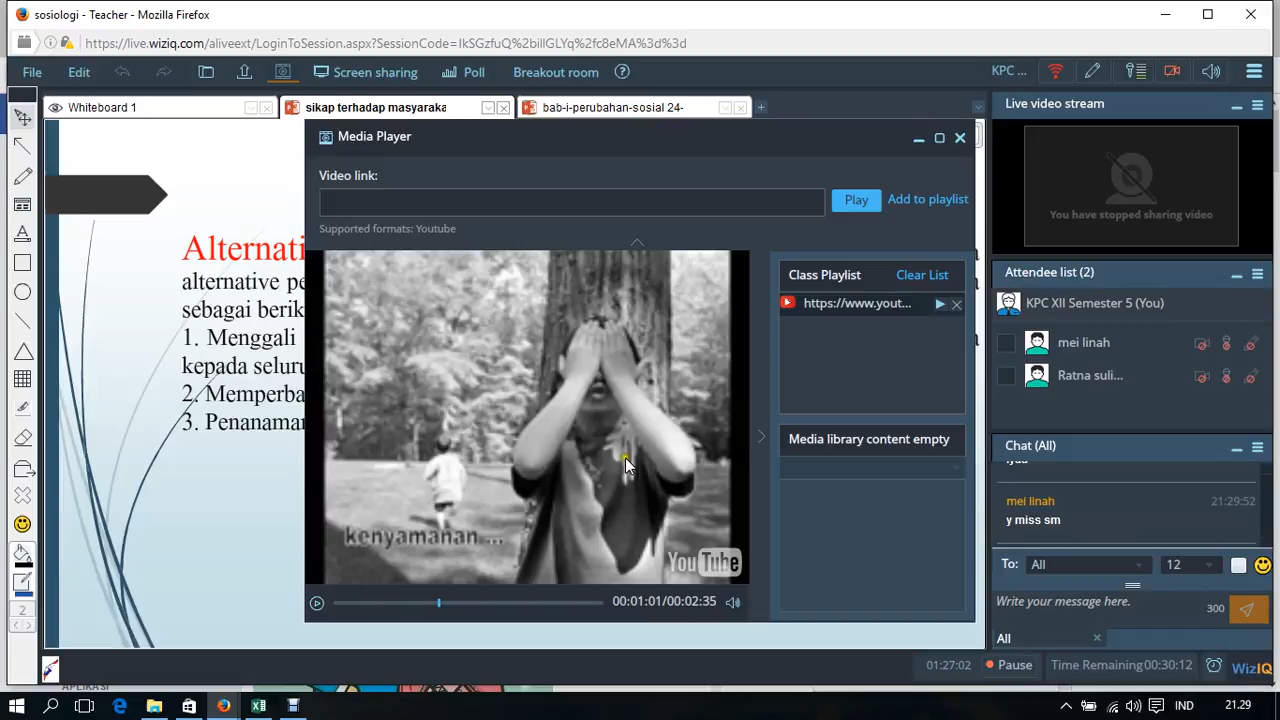 sosiologi - Teacher - Mozilla Firefox
https://live.wiziq.com/aliveext/LoginToSession.aspx?SessionCode=IkSGzfuQ%2biIGLYq%2fc8eMA%3d%3d
File Edit Screen sharing Poll Breakout room ? KPC ...
Whiteboard 1
sikap terhadap masyaraka
bab-i-perubahan-sosial 24-
Live video stream
You have stopped sharing video
Media Player
Video link:
Play
Add to playlist
Supported formats: Youtube
Alternati
alternative pe
sebagai berik
1. Menggali
kepada seluru
2. Memperba
3. Penanaman
kenyamanan ...
YouTube
00:01:01/00:02:35
Class Playlist Clear List
https://www.yout...
Media library content empty
Attendee list (2)
KPC XII Semester 5 (You)
mei linah
Ratna suli...
Chat (All)
mei linah 21:29:52
y miss sm
To: All 12
Write your message here. 300
All
2
01:27:02 Pause Time Remaining00:30:12 WizIQ
APLIKASI
IND 21.29